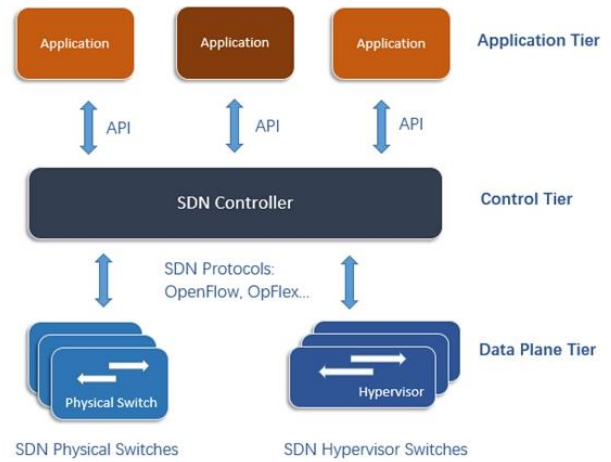 Application
Application
Application
Application Tier
API
API
API
SDN Controller
Control Tier
SDN Protocols:
OpenFlow, OpFlex...
Data Plane Tier
Physical Switch
Hypervisor
SDN Physical Switches
SDN Hypervisor Switches